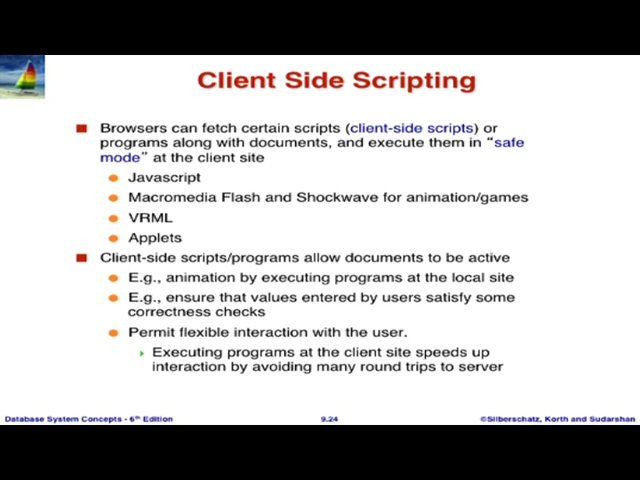 Client Side Scripting
Browsers can fetch certain scripts (client-side scripts) or
programs along with documents, and execute them in “safe
mode” at the client site
Javascript
Macromedia Flash and Shockwave for animation/games
VRML
Applets
Client-side scripts/programs allow documents to be active
E.g., animation by executing programs at the local site
E.g., ensure that values entered by users satisfy some
correctness checks
Permit flexible interaction with the user.
Executing programs at the client site speeds up
interaction by avoiding many round trips to server
Database System Concepts - 6th Edition 9.24 ©Silberschatz, Korth and Sudarshan